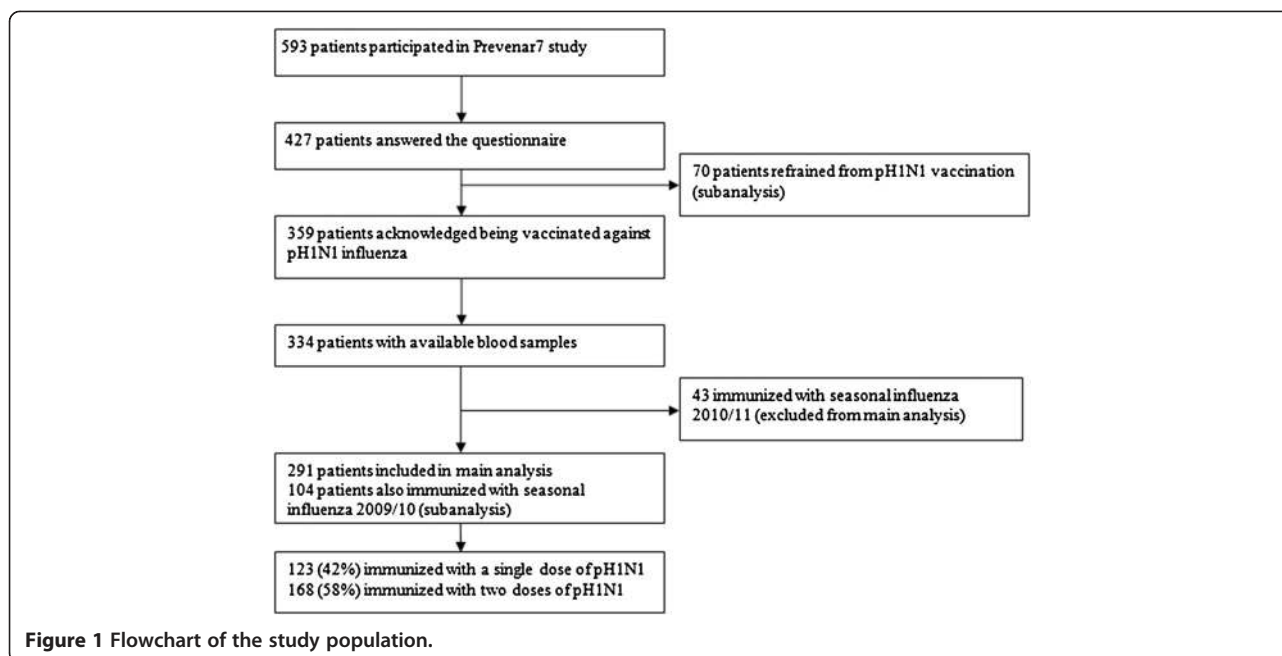 593 patients participated in Prevenar7 study
427 patients answered the questionnaire
70 patients refrained from pH1N1 vaccination
(subanalysis)
359 patients acknowledged being vaccinated against
pH1N1 influenza
334 patients with available blood samples
43 immunized with seasonal influenza
2010/11 (excluded from main analysis)
291 patients included in main analysis
104 patients also immunized with seasonal
influenza 2009/10 (subanalysis)
123 (42%) immunized with a single dose of pH1N1
168 (58%) immunized with two doses of pH1N1
Figure 1 Flowchart of the study population.